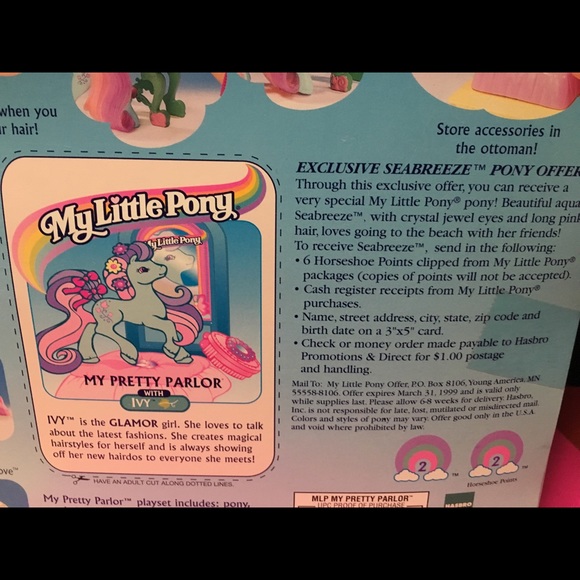 when you
r hair!
Store accessories in
the ottoman!
My Little Pony
My Little Pony
MY PRETTY PARLOR
WITH
IVY
IVY™ is the GLAMOR girl. She loves to talk
about the latest fashions. She creates magical
hairstyles for herself and is always showing
off her new hairdos to everyone she meets!
HAVE AN ADULT CUT ALONG DOTTED LINES.
ove™
My Pretty Parlor™ playset includes: pony,
EXCLUSIVE SEABREEZE™ PONY OFFER
Through this exclusive offer, you can receive a
very special My Little Pony® pony! Beautiful aqua
Seabreeze™, with crystal jewel eyes and long pink
hair, loves going to the beach with her friends!
To receive Seabreeze™, send in the following:
• 6 Horseshoe Points clipped from My Little Pony®
packages (copies of points will not be accepted).
• Cash register receipts from My Little Pony®
purchases.
• Name, street address, city, state, zip code and
birth date on a 3"x5" card.
• Check or money order made payable to Hasbro
Promotions & Direct for $1.00 postage
and handling.
Mail To: My Little Pony Offer, P.O. Box 8106, Young America, MN
55558-8106. Offer expires March 31, 1999 and is valid only
while supplies last. Please allow 6-8 weeks for delivery. Hasbro,
Inc. is not responsible for late, lost, mutilated or misdirected mail.
Colors and styles of pony may vary. Offer good only in the U.S.A.
and void where prohibited by law.
2 ™
2 ™
Horseshoe Points
MLP MY PRETTY PARLOR™
UPC PROOF OF PURCHASE
HASBRO